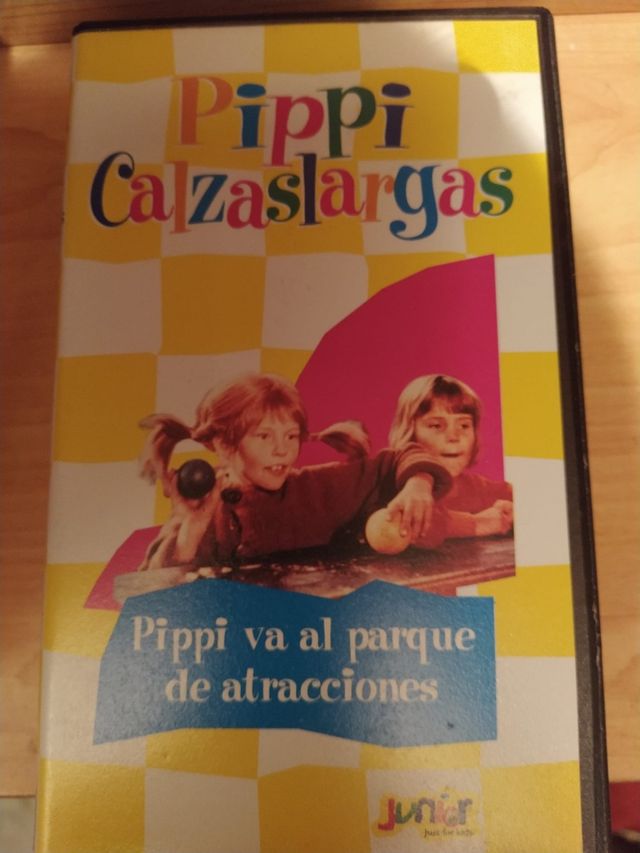 Pippi
Calzaslargas
Pippi va al parque
de atracciones
junior
just for kids